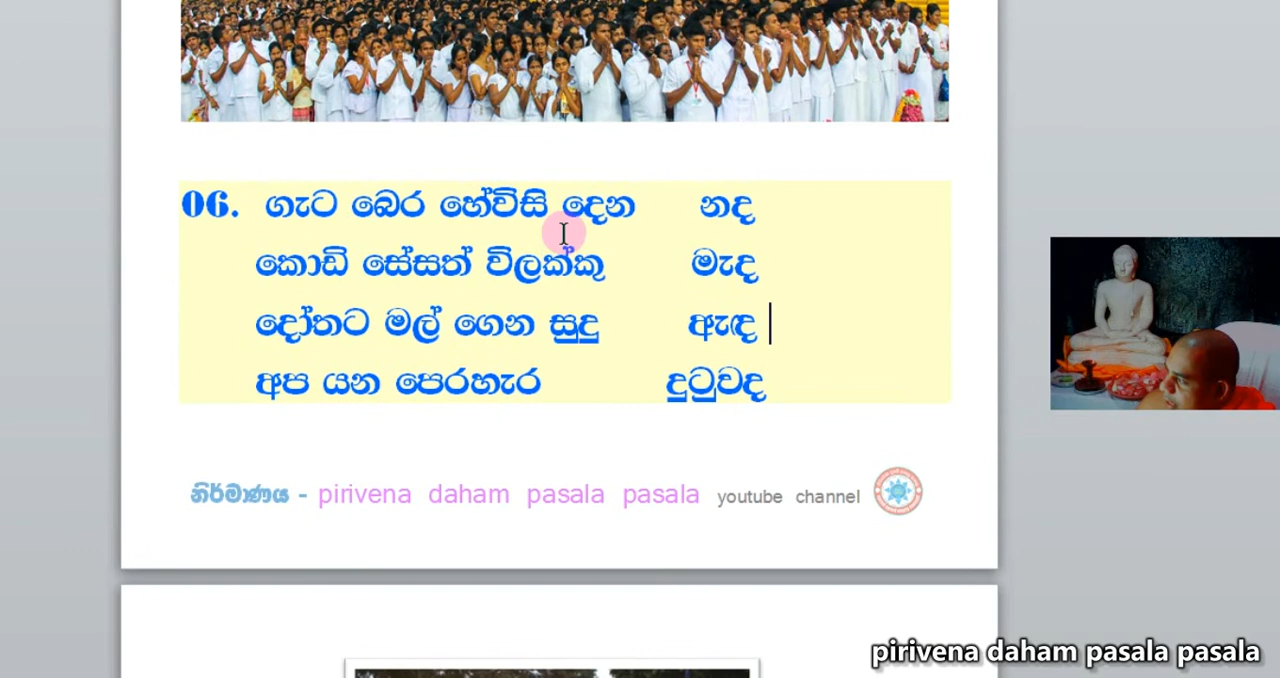 06. ගැට බෙර හේවිසි දෙන නද
කොඩි සේසත් විලක්කු මැද
දෝතට මල් ගෙන සුදු ඇඳ
අප යන පෙරහැර දුටුවද
නිර්මාණය - pirivena daham pasala pasala youtube channel
pirivena daham pasala pasala